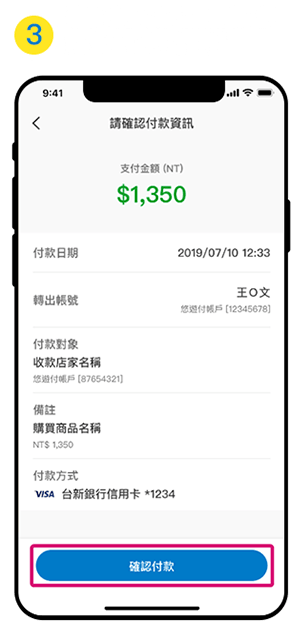 3
9:41
請確認付款資訊
支付金額 (NT)
$1,350
付款日期 2019/07/10 12:33
轉出帳號 王O文
悠遊付帳戶 [12345678]
付款對象
收款店家名稱
悠遊付帳戶 [87654321]
備註
購買商品名稱
NT$ 1,350
付款方式
VISA 台新銀行信用卡 *1234
確認付款